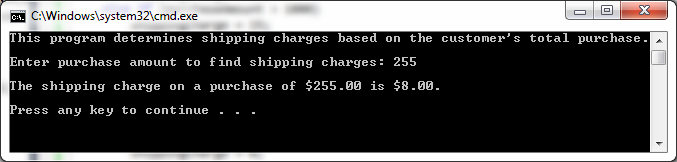 C:\Windows\system32\cmd.exe
This program determines shipping charges based on the customer's total purchase.
Enter purchase amount to find shipping charges: 255
The shipping charge on a purchase of $255.00 is $8.00.
Press any key to continue . . .